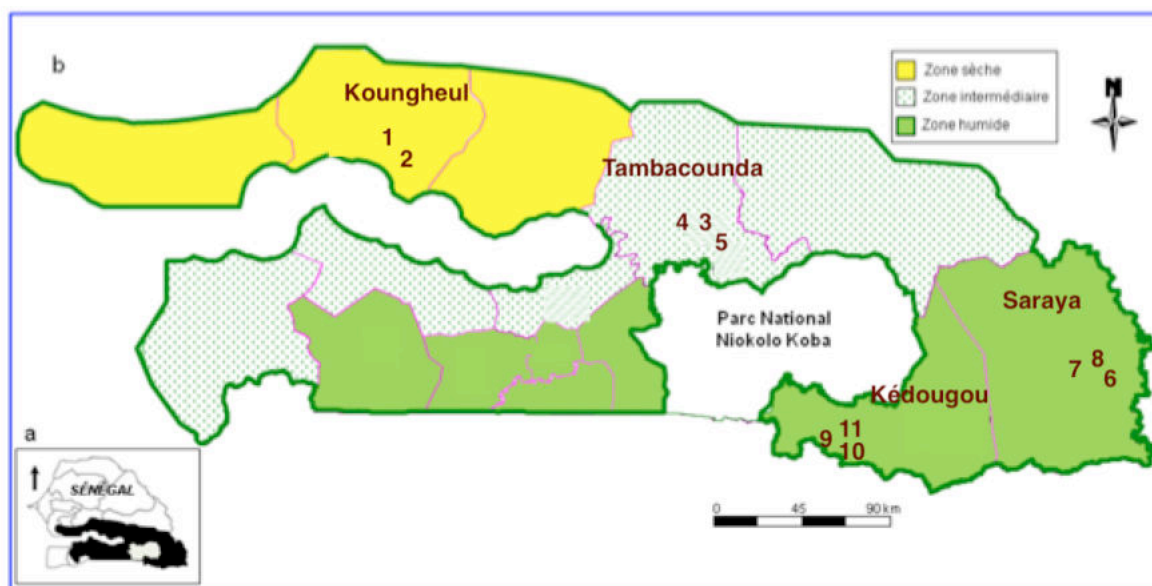 b
Zone sèche
Zone intermédiaire
Zone humide
N
Koungheul
1
2
Tambacounda
4 3
5
Parc National
Niokolo Koba
Saraya
7 8
6
Kédougou
9 11
10
a
SÉNÉGAL
0 45 90 km